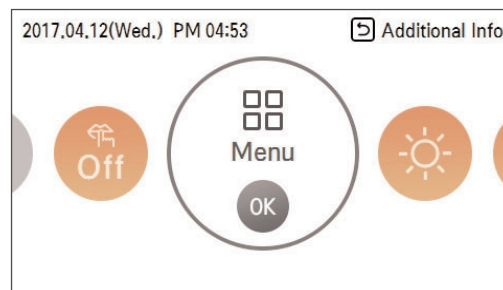 2017.04.12(Wed.) PM 04:53
Additional Info
Off
Menu
OK